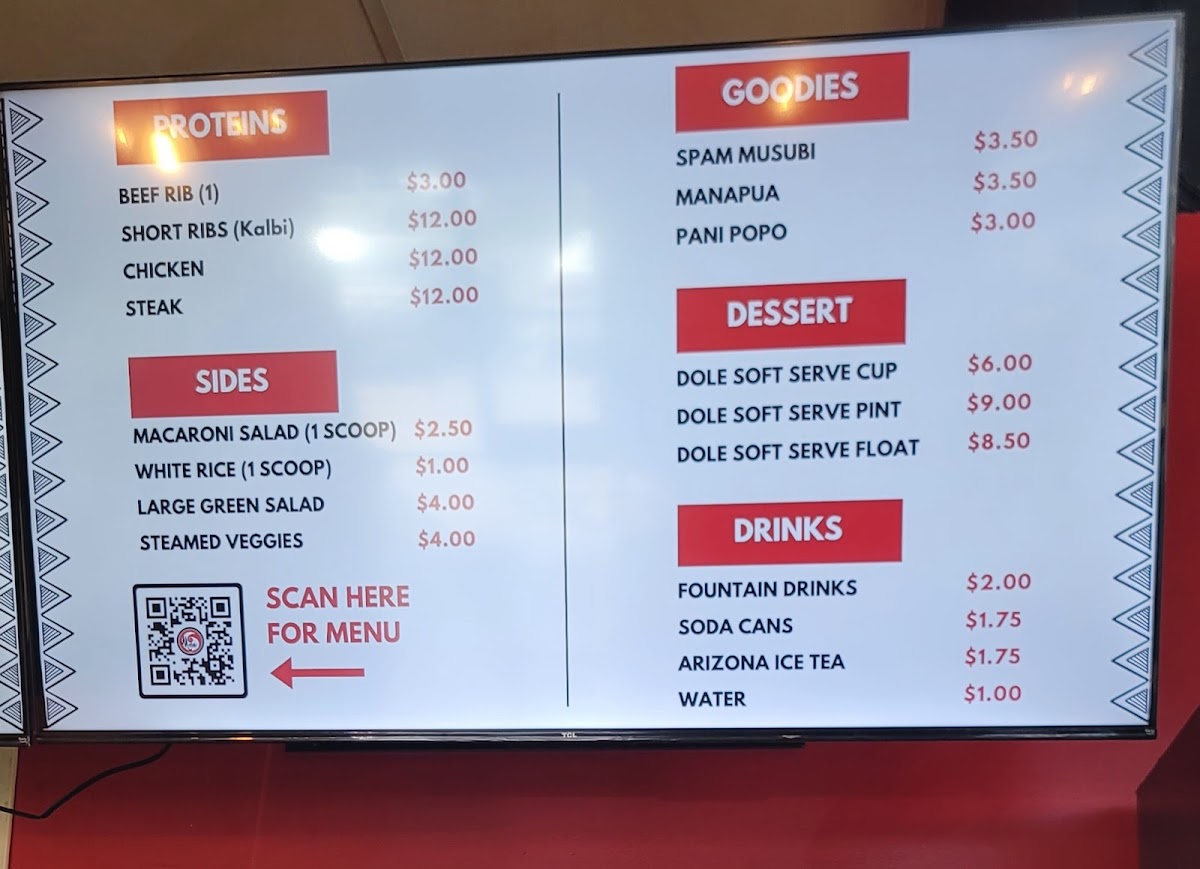 PROTEINS
BEEF RIB (1) $3.00
SHORT RIBS (Kalbi) $12.00
CHICKEN $12.00
STEAK $12.00
SIDES
MACARONI SALAD (1 SCOOP) $2.50
WHITE RICE (1 SCOOP) $1.00
LARGE GREEN SALAD $4.00
STEAMED VEGGIES $4.00
SCAN HERE
FOR MENU
GOODIES
SPAM MUSUBI $3.50
MANAPUA $3.50
PANI POPO $3.00
DESSERT
DOLE SOFT SERVE CUP $6.00
DOLE SOFT SERVE PINT $9.00
DOLE SOFT SERVE FLOAT $8.50
DRINKS
FOUNTAIN DRINKS $2.00
SODA CANS $1.75
ARIZONA ICE TEA $1.75
WATER $1.00
TCL